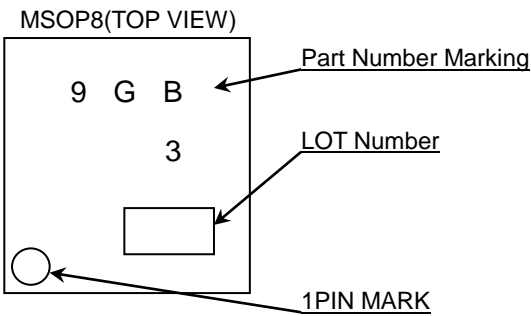 MSOP8(TOP VIEW)
Part Number Marking
9 G B
3
LOT Number
1PIN MARK